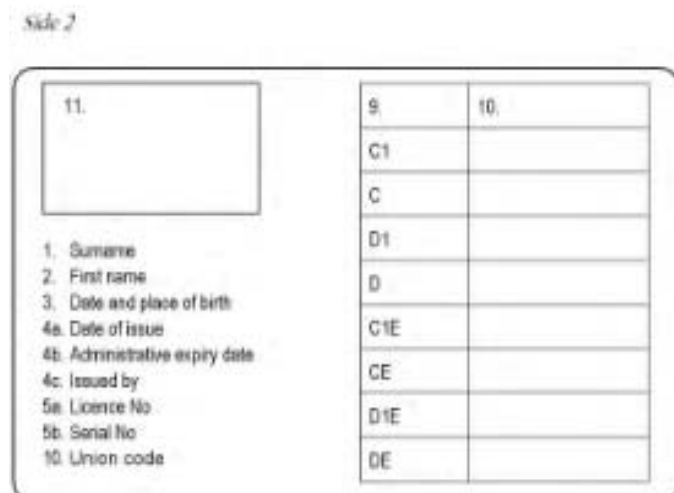 Side 2
11.
1. Surname
2. First name
3. Date and place of birth
4a. Date of issue
4b. Administrative expiry date
4c. Issued by
5a. Licence No
5b. Serial No
10. Union code
9. 10.
C1
C
D1
D
C1E
CE
D1E
DE